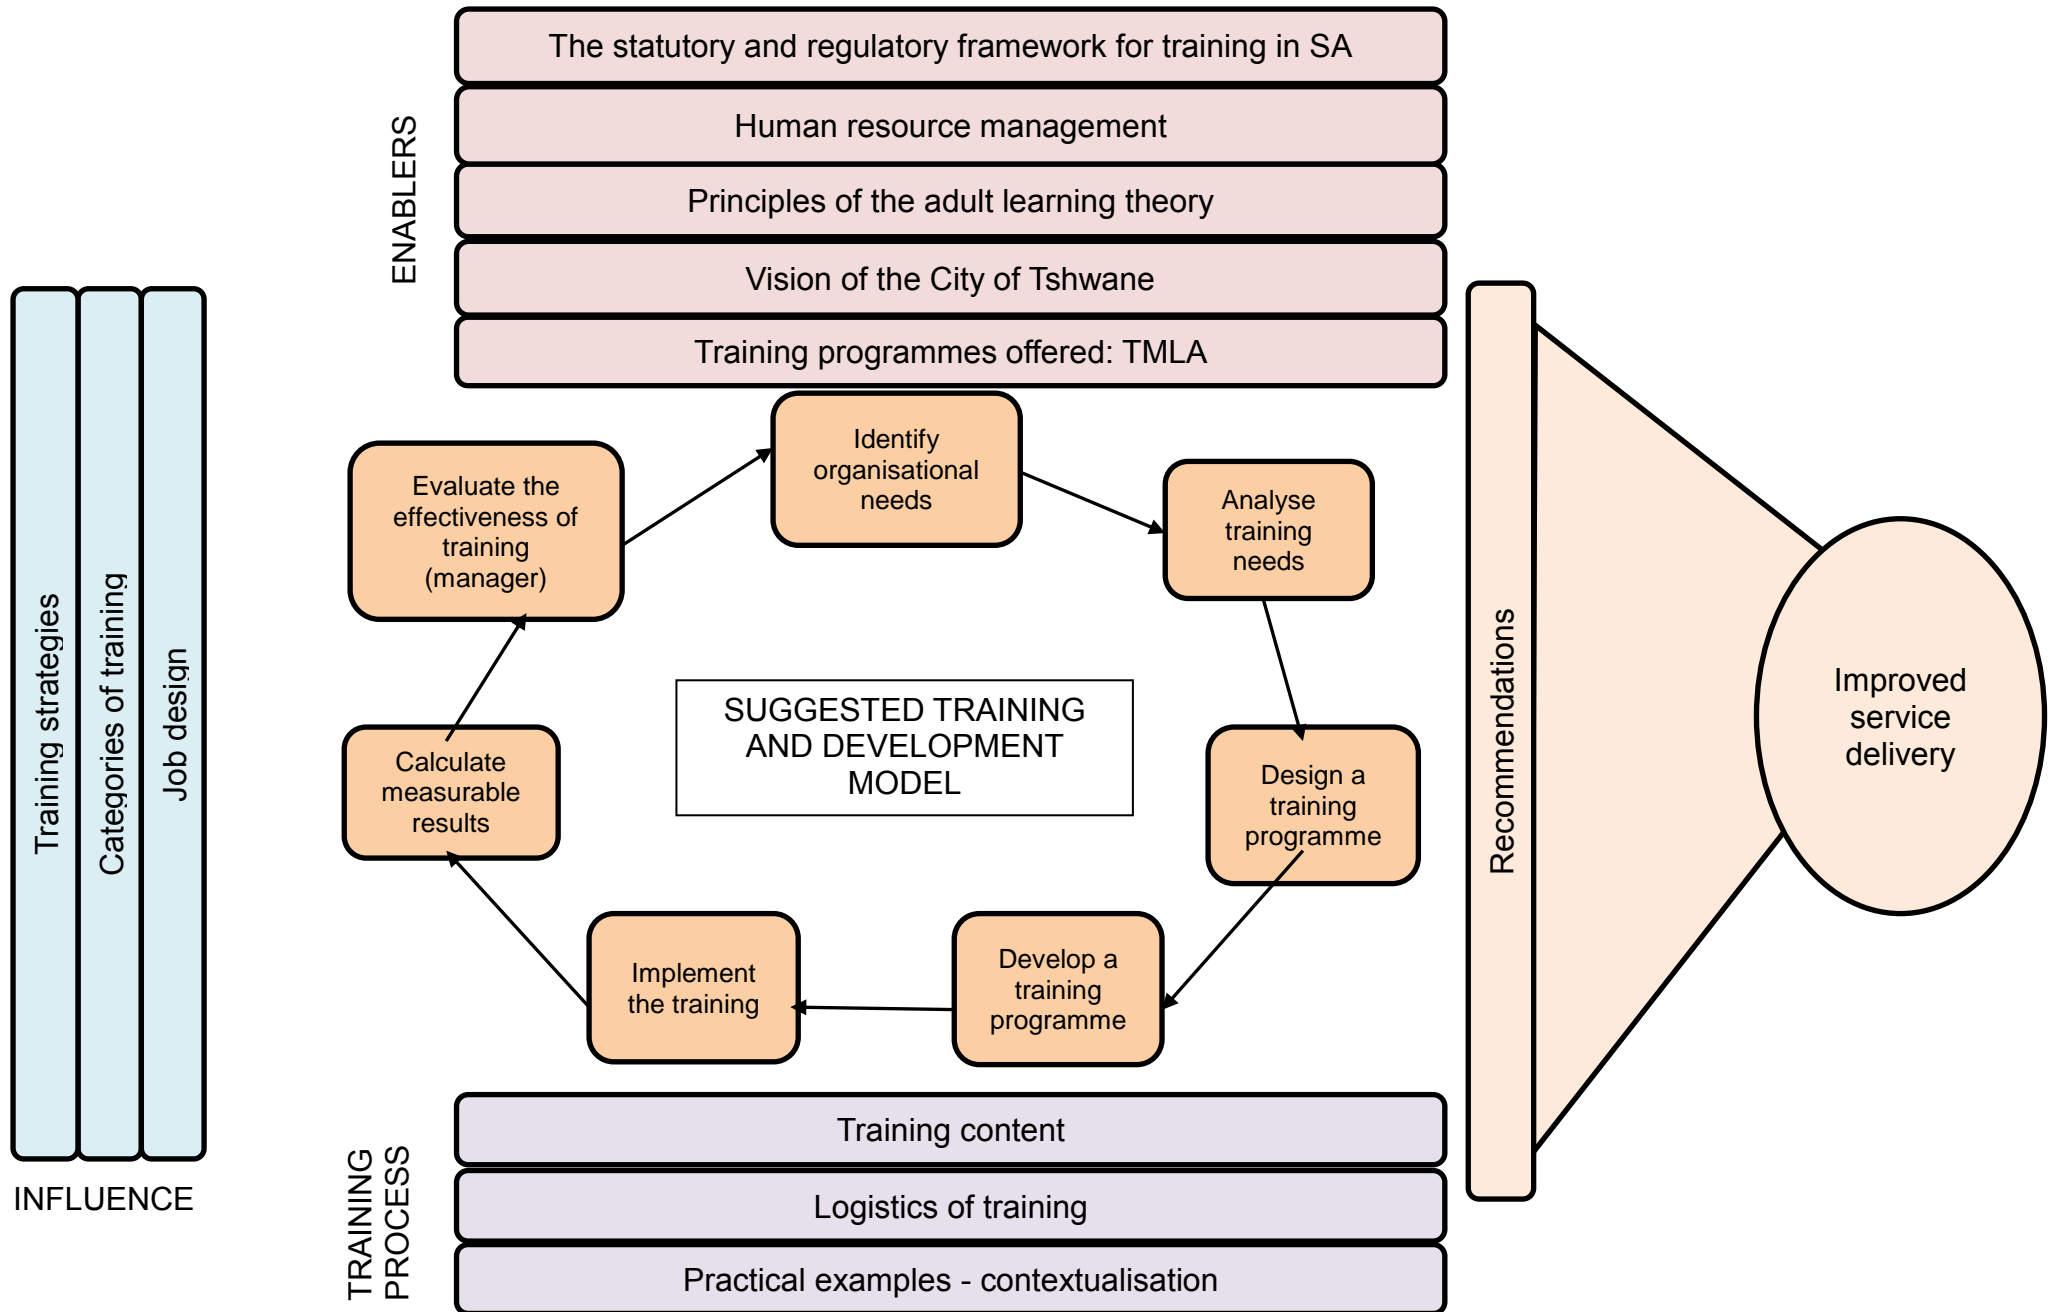 The statutory and regulatory framework for training in SA
Human resource management
Principles of the adult learning theory
Vision of the City of Tshwane
Training programmes offered: TMLA
ENABLERS
Identify
organisational
needs
Analyse
training
needs
Design a
training
programme
Develop a
training
programme
Implement
the training
Calculate
measurable
results
Evaluate the
effectiveness of
training
(manager)
SUGGESTED TRAINING
AND DEVELOPMENT
MODEL
Training strategies
Categories of training
Job design
INFLUENCE
Recommendations
Improved
service
delivery
TRAINING
PROCESS
Training content
Logistics of training
Practical examples - contextualisation